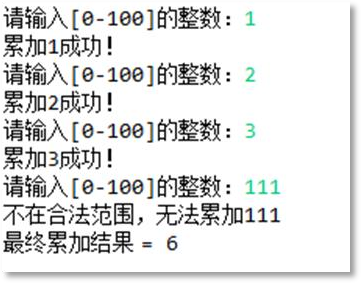 请输入[0-100]的整数：1
累加1成功！
请输入[0-100]的整数：2
累加2成功！
请输入[0-100]的整数：3
累加3成功！
请输入[0-100]的整数：111
不在合法范围，无法累加111
最终累加结果 = 6